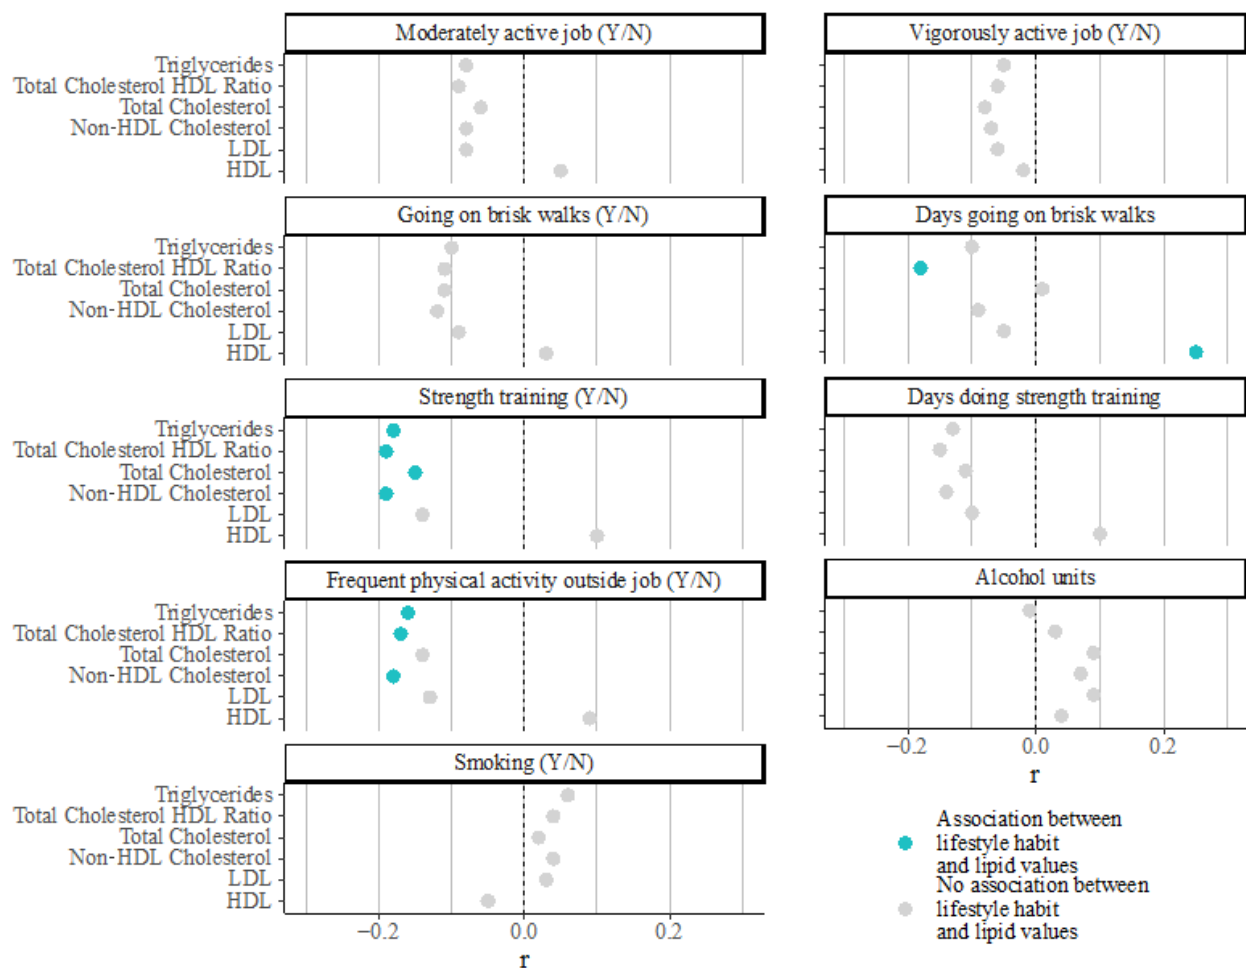 Moderately active job (Y/N)
Triglycerides
Total Cholesterol HDL Ratio
Total Cholesterol
Non-HDL Cholesterol
LDL
HDL
Vigorously active job (Y/N)
Going on brisk walks (Y/N)
Triglycerides
Total Cholesterol HDL Ratio
Total Cholesterol
Non-HDL Cholesterol
LDL
HDL
Days going on brisk walks
Strength training (Y/N)
Triglycerides
Total Cholesterol HDL Ratio
Total Cholesterol
Non-HDL Cholesterol
LDL
HDL
Days doing strength training
Frequent physical activity outside job (Y/N)
Triglycerides
Total Cholesterol HDL Ratio
Total Cholesterol
Non-HDL Cholesterol
LDL
HDL
Alcohol units
−0.2 0.0 0.2
r
Smoking (Y/N)
Triglycerides
Total Cholesterol HDL Ratio
Total Cholesterol
Non-HDL Cholesterol
LDL
HDL
−0.2 0.0 0.2
r
Association between
lifestyle habit
and lipid values
No association between
lifestyle habit
and lipid values